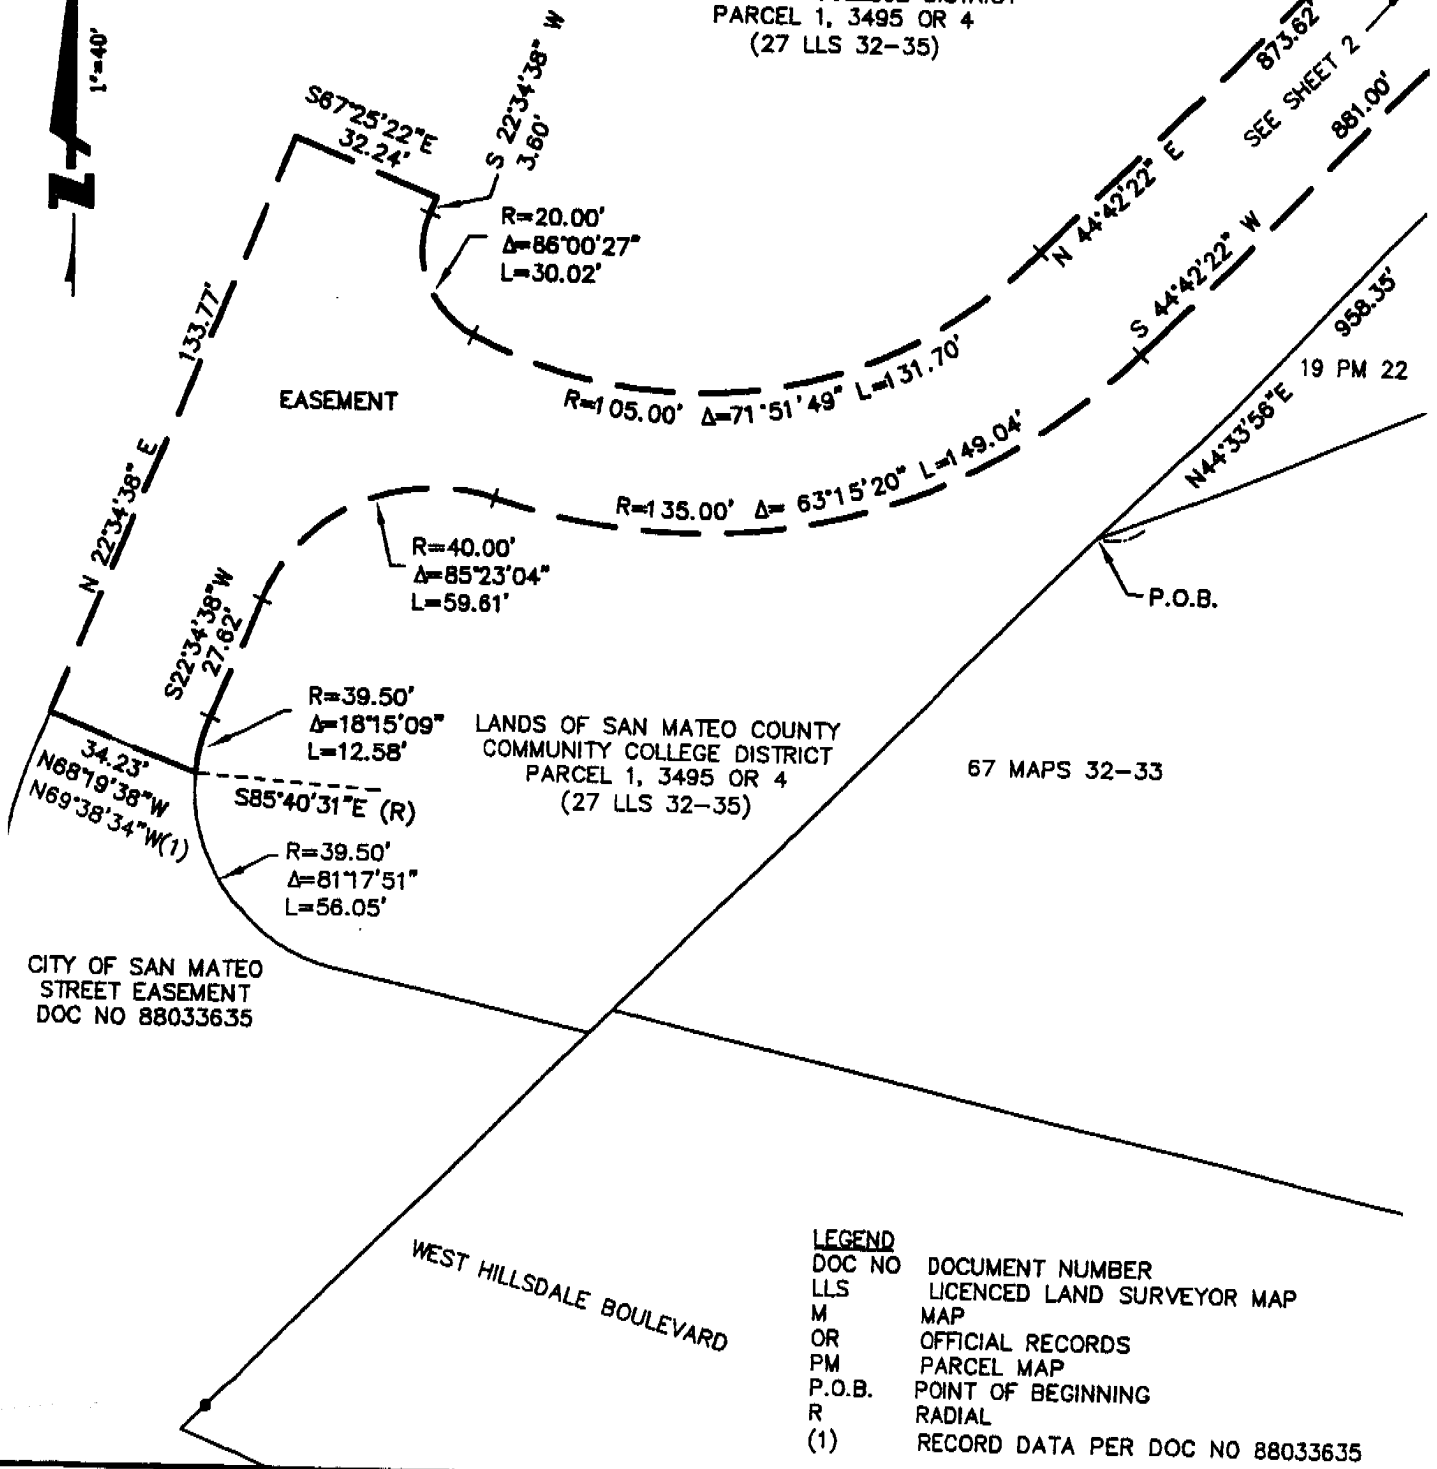 PARCEL 1, 3495 OR 4
(27 LLS 32-35)
1"=40'
S67°25'22"E
32.24'
S 22°34'38" W
3.60'
873.62'
SEE SHEET 2
881.00'
R=20.00'
Δ=86°00'27"
L=30.02'
N 44°42'22" E
S 44°42'22" W
133.77'
958.35'
19 PM 22
EASEMENT
R=105.00' Δ=71°51'49" L=131.70'
N44°33'56"E
N 22°34'38" E
R=135.00' Δ= 63°15'20" L=149.04'
R=40.00'
Δ=85°23'04"
L=59.61'
P.O.B.
S22°34'38"W
27.62'
R=39.50'
Δ=18°15'09"
L=12.58'
LANDS OF SAN MATEO COUNTY
COMMUNITY COLLEGE DISTRICT
PARCEL 1, 3495 OR 4
(27 LLS 32-35)
67 MAPS 32-33
34.23'
N68°19'38"W
N69°38'34"W(1)
S85°40'31"E (R)
R=39.50'
Δ=81°17'51"
L=56.05'
CITY OF SAN MATEO
STREET EASEMENT
DOC NO 88033635
WEST HILLSDALE BOULEVARD
LEGEND
DOC NO DOCUMENT NUMBER
LLS LICENCED LAND SURVEYOR MAP
M MAP
OR OFFICIAL RECORDS
PM PARCEL MAP
P.O.B. POINT OF BEGINNING
R RADIAL
(1) RECORD DATA PER DOC NO 88033635